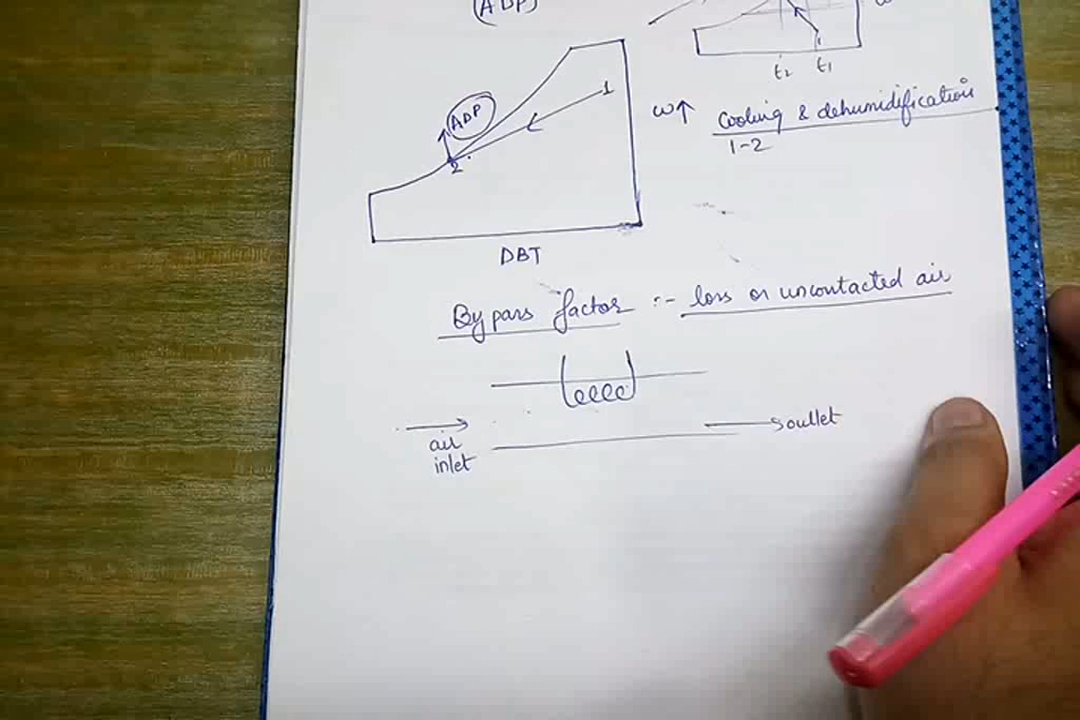 (ADP)
t2 t1
ADP
1
2
DBT
w↑
Cooling & dehumidification
1-2
Bypass factor :- loss or uncontacted air
air
inlet
outlet